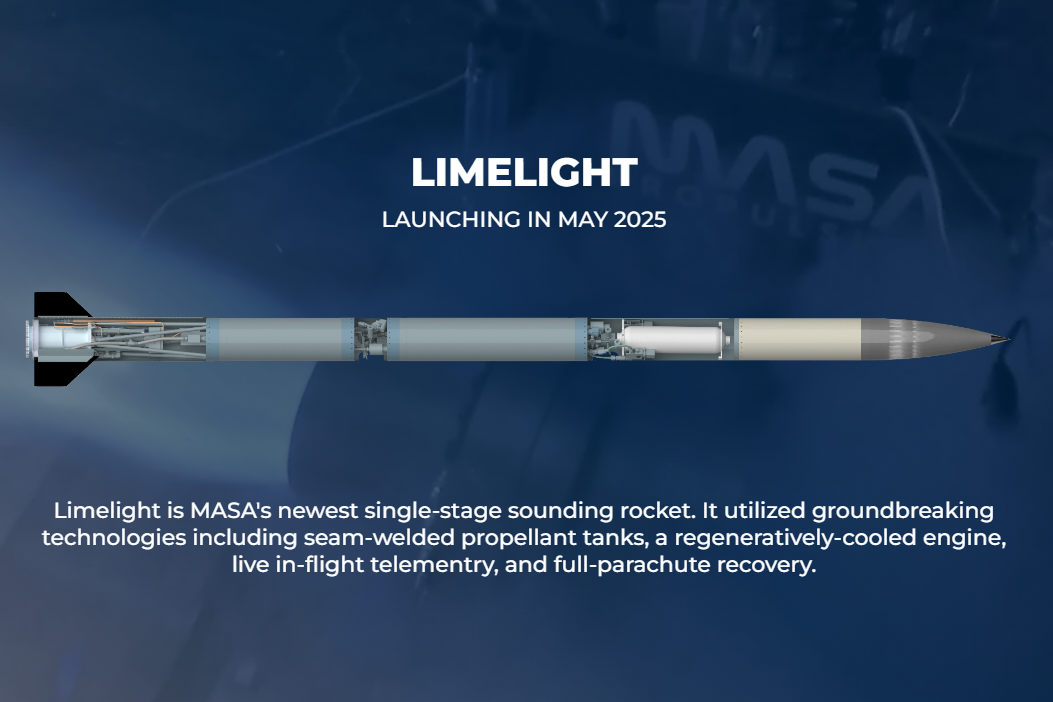 MASA
LIMELIGHT
LAUNCHING IN MAY 2025
Limelight is MASA's newest single-stage sounding rocket. It utilized groundbreaking
technologies including seam-welded propellant tanks, a regeneratively-cooled engine,
live in-flight telementry, and full-parachute recovery.